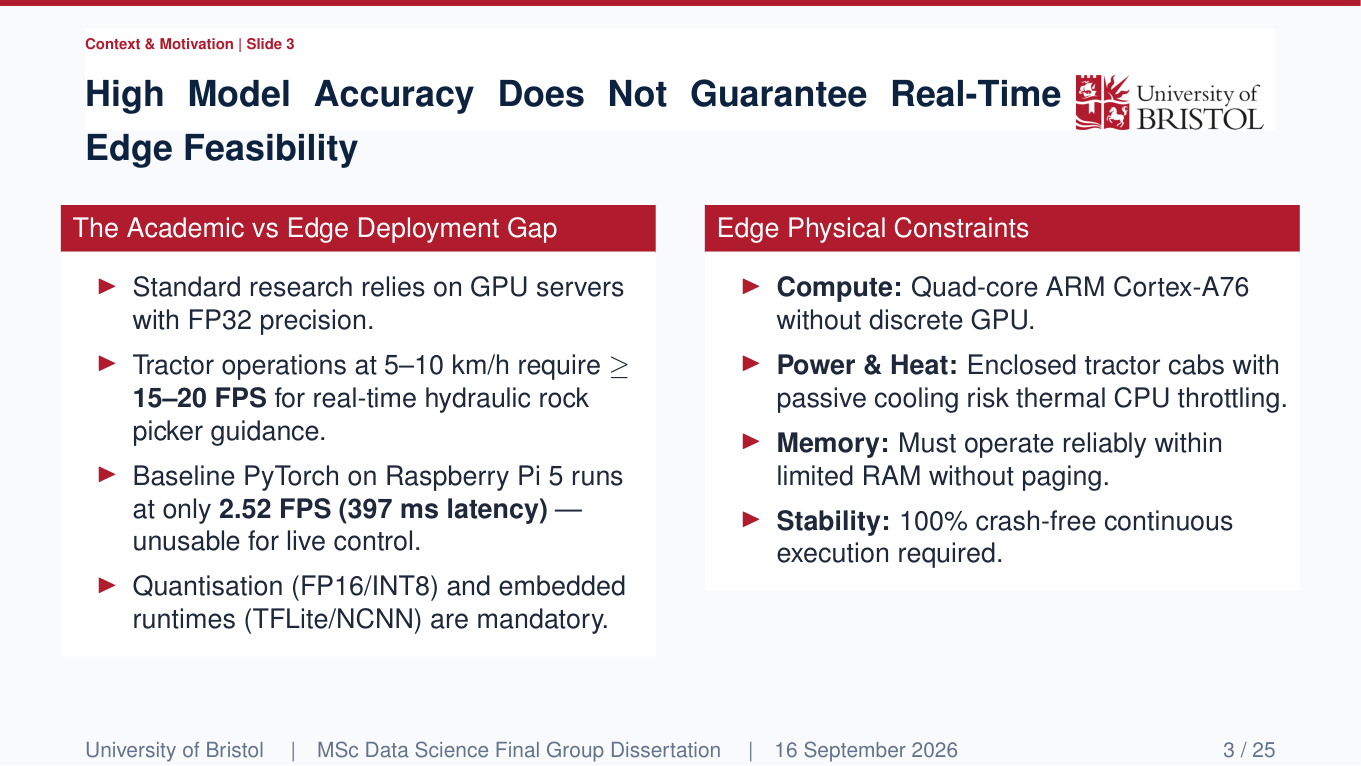 Context & Motivation | Slide 3
High Model Accuracy Does Not Guarantee Real-Time
Edge Feasibility
University of
BRISTOL
The Academic vs Edge Deployment Gap
Standard research relies on GPU servers
with FP32 precision.
Tractor operations at 5–10 km/h require ≥
15–20 FPS for real-time hydraulic rock
picker guidance.
Baseline PyTorch on Raspberry Pi 5 runs
at only 2.52 FPS (397 ms latency) —
unusable for live control.
Quantisation (FP16/INT8) and embedded
runtimes (TFLite/NCNN) are mandatory.
Edge Physical Constraints
Compute: Quad-core ARM Cortex-A76
without discrete GPU.
Power & Heat: Enclosed tractor cabs with
passive cooling risk thermal CPU throttling.
Memory: Must operate reliably within
limited RAM without paging.
Stability: 100% crash-free continuous
execution required.
University of Bristol | MSc Data Science Final Group Dissertation | 16 September 2026 3 / 25